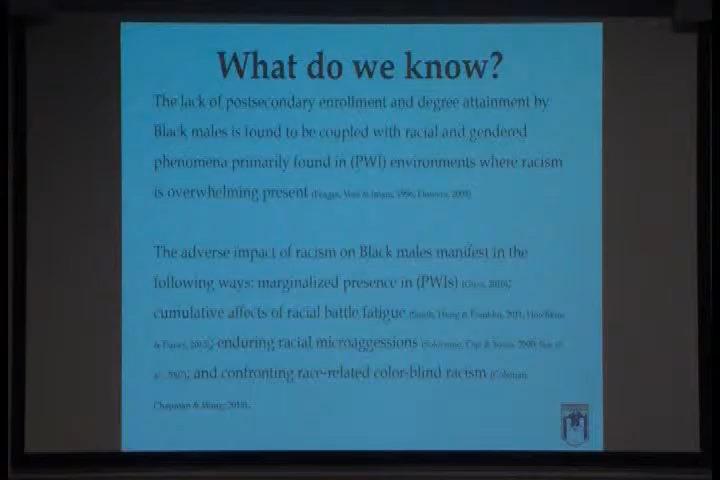 What do we know?
The lack of postsecondary enrollment and degree attainment by
Black males is found to be coupled with racial and gendered
phenomena primarily found in (PWI) environments where racism
is overwhelming present
The adverse impact of racism on Black males manifest in the
following ways: marginalized presence in (PWIs)
cumulative affects of racial battle fatigue
enduring racial microaggessions
and confronting race-related color-blind racism